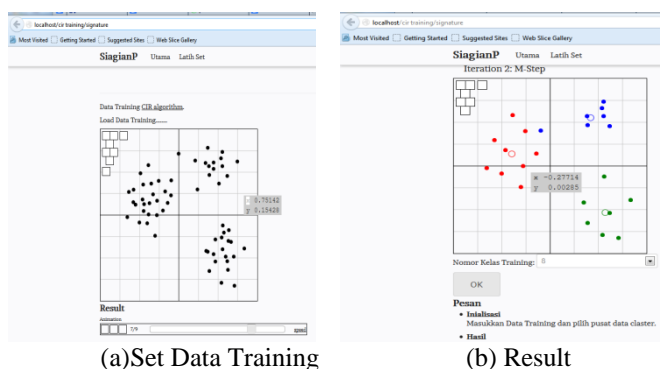 localhost/cir training/signature
Most Visited Getting Started Suggested Sites Web Slice Gallery
SiagianP Utama Latih Set
Data Training CIR algorithm.
Load Data Training.......
0.75142
y 0.15428
Result
Animation
7/9
speed
(a)Set Data Training
localhost/cir training/signature
Most Visited Getting Started Suggested Sites Web Slice Gallery
SiagianP Utama Latih Set
Iteration 2: M-Step
x -0.27714
y 0.00285
Nomor Kelas Training: 8
OK
Pesan
Inialisasi
Masukkan Data Training dan pilih pusat data claster.
Hasil
(b) Result